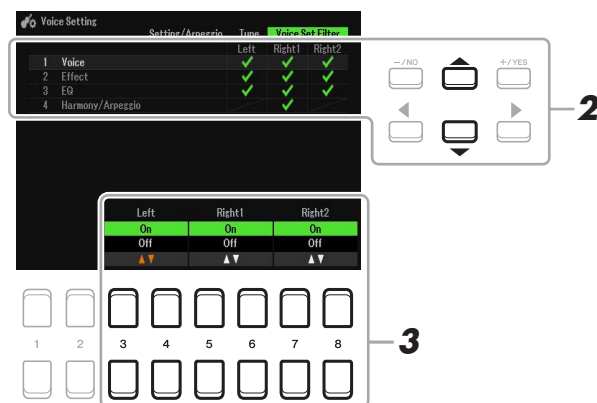 Voice Setting
Setting/Arpeggio Type Voice Set Filter
Left Right1 Right2
1 Voice
2 Effect
3 EQ
4 Harmony/Arpeggio
–/NO +/YES
2
Left Right1 Right2
On On On
Off Off Off
1 2 3 4 5 6 7 8
3